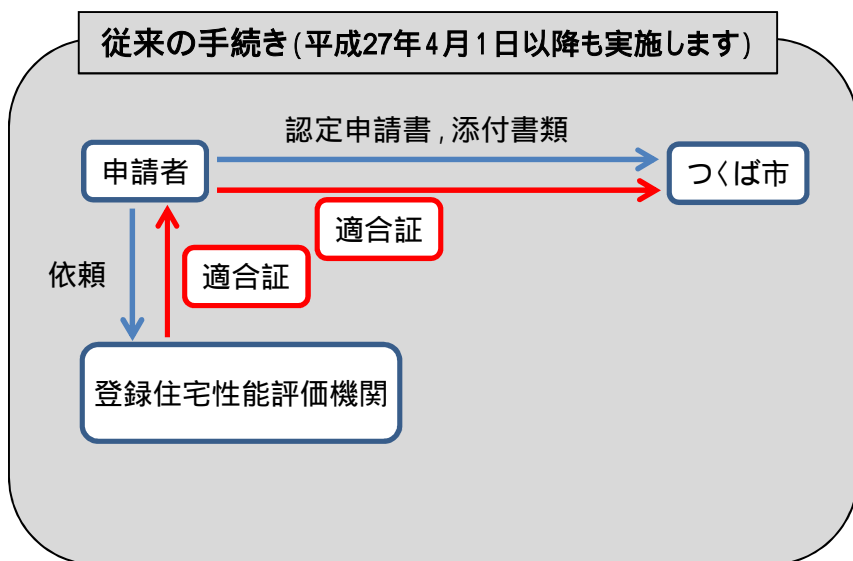 従来の手続き(平成27年4月1日以降も実施します)
認定申請書,添付書類
申請者
つくば市
適合証
依頼
適合証
登録住宅性能評価機関